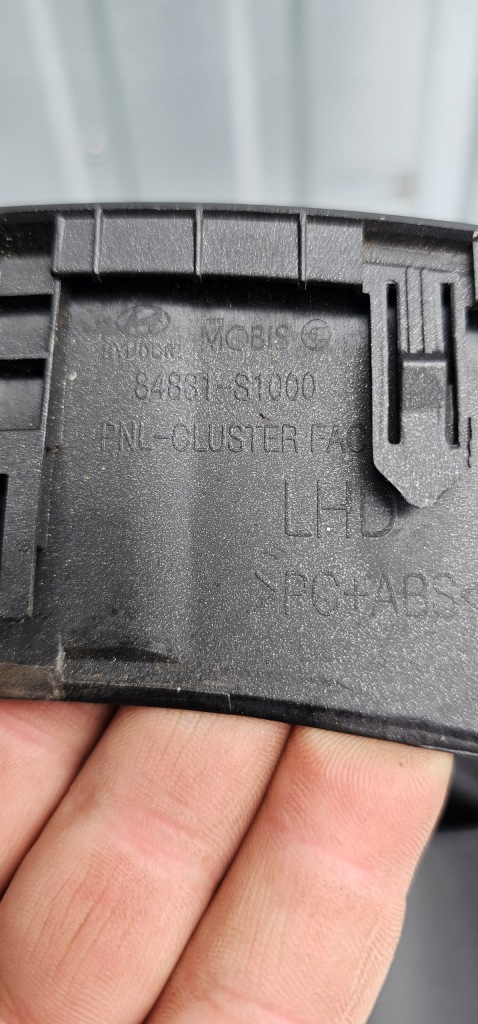 HYUNDAI MOBIS
84831-S1000
PNL-CLUSTER FAC
LHD
>PC+ABS<